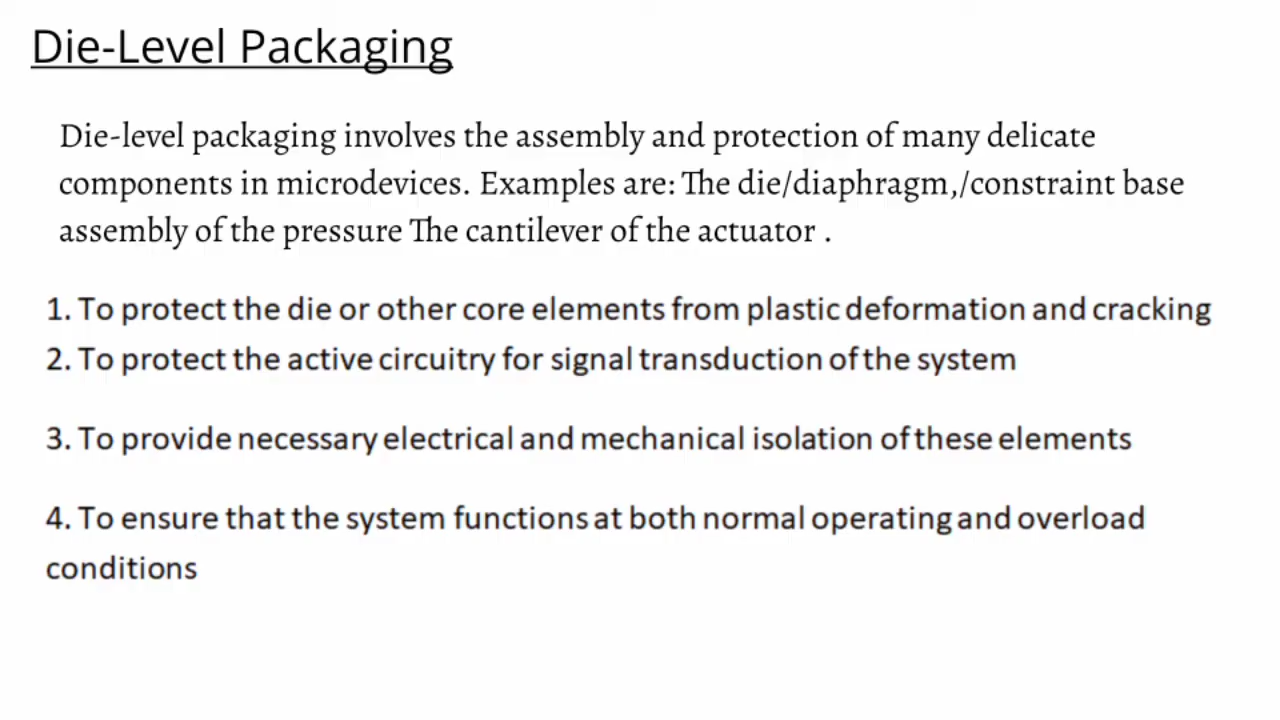 Die-Level Packaging
Die-level packaging involves the assembly and protection of many delicate
components in microdevices. Examples are: The die/diaphragm,/constraint base
assembly of the pressure The cantilever of the actuator .
1. To protect the die or other core elements from plastic deformation and cracking
2. To protect the active circuitry for signal transduction of the system
3. To provide necessary electrical and mechanical isolation of these elements
4. To ensure that the system functions at both normal operating and overload
conditions